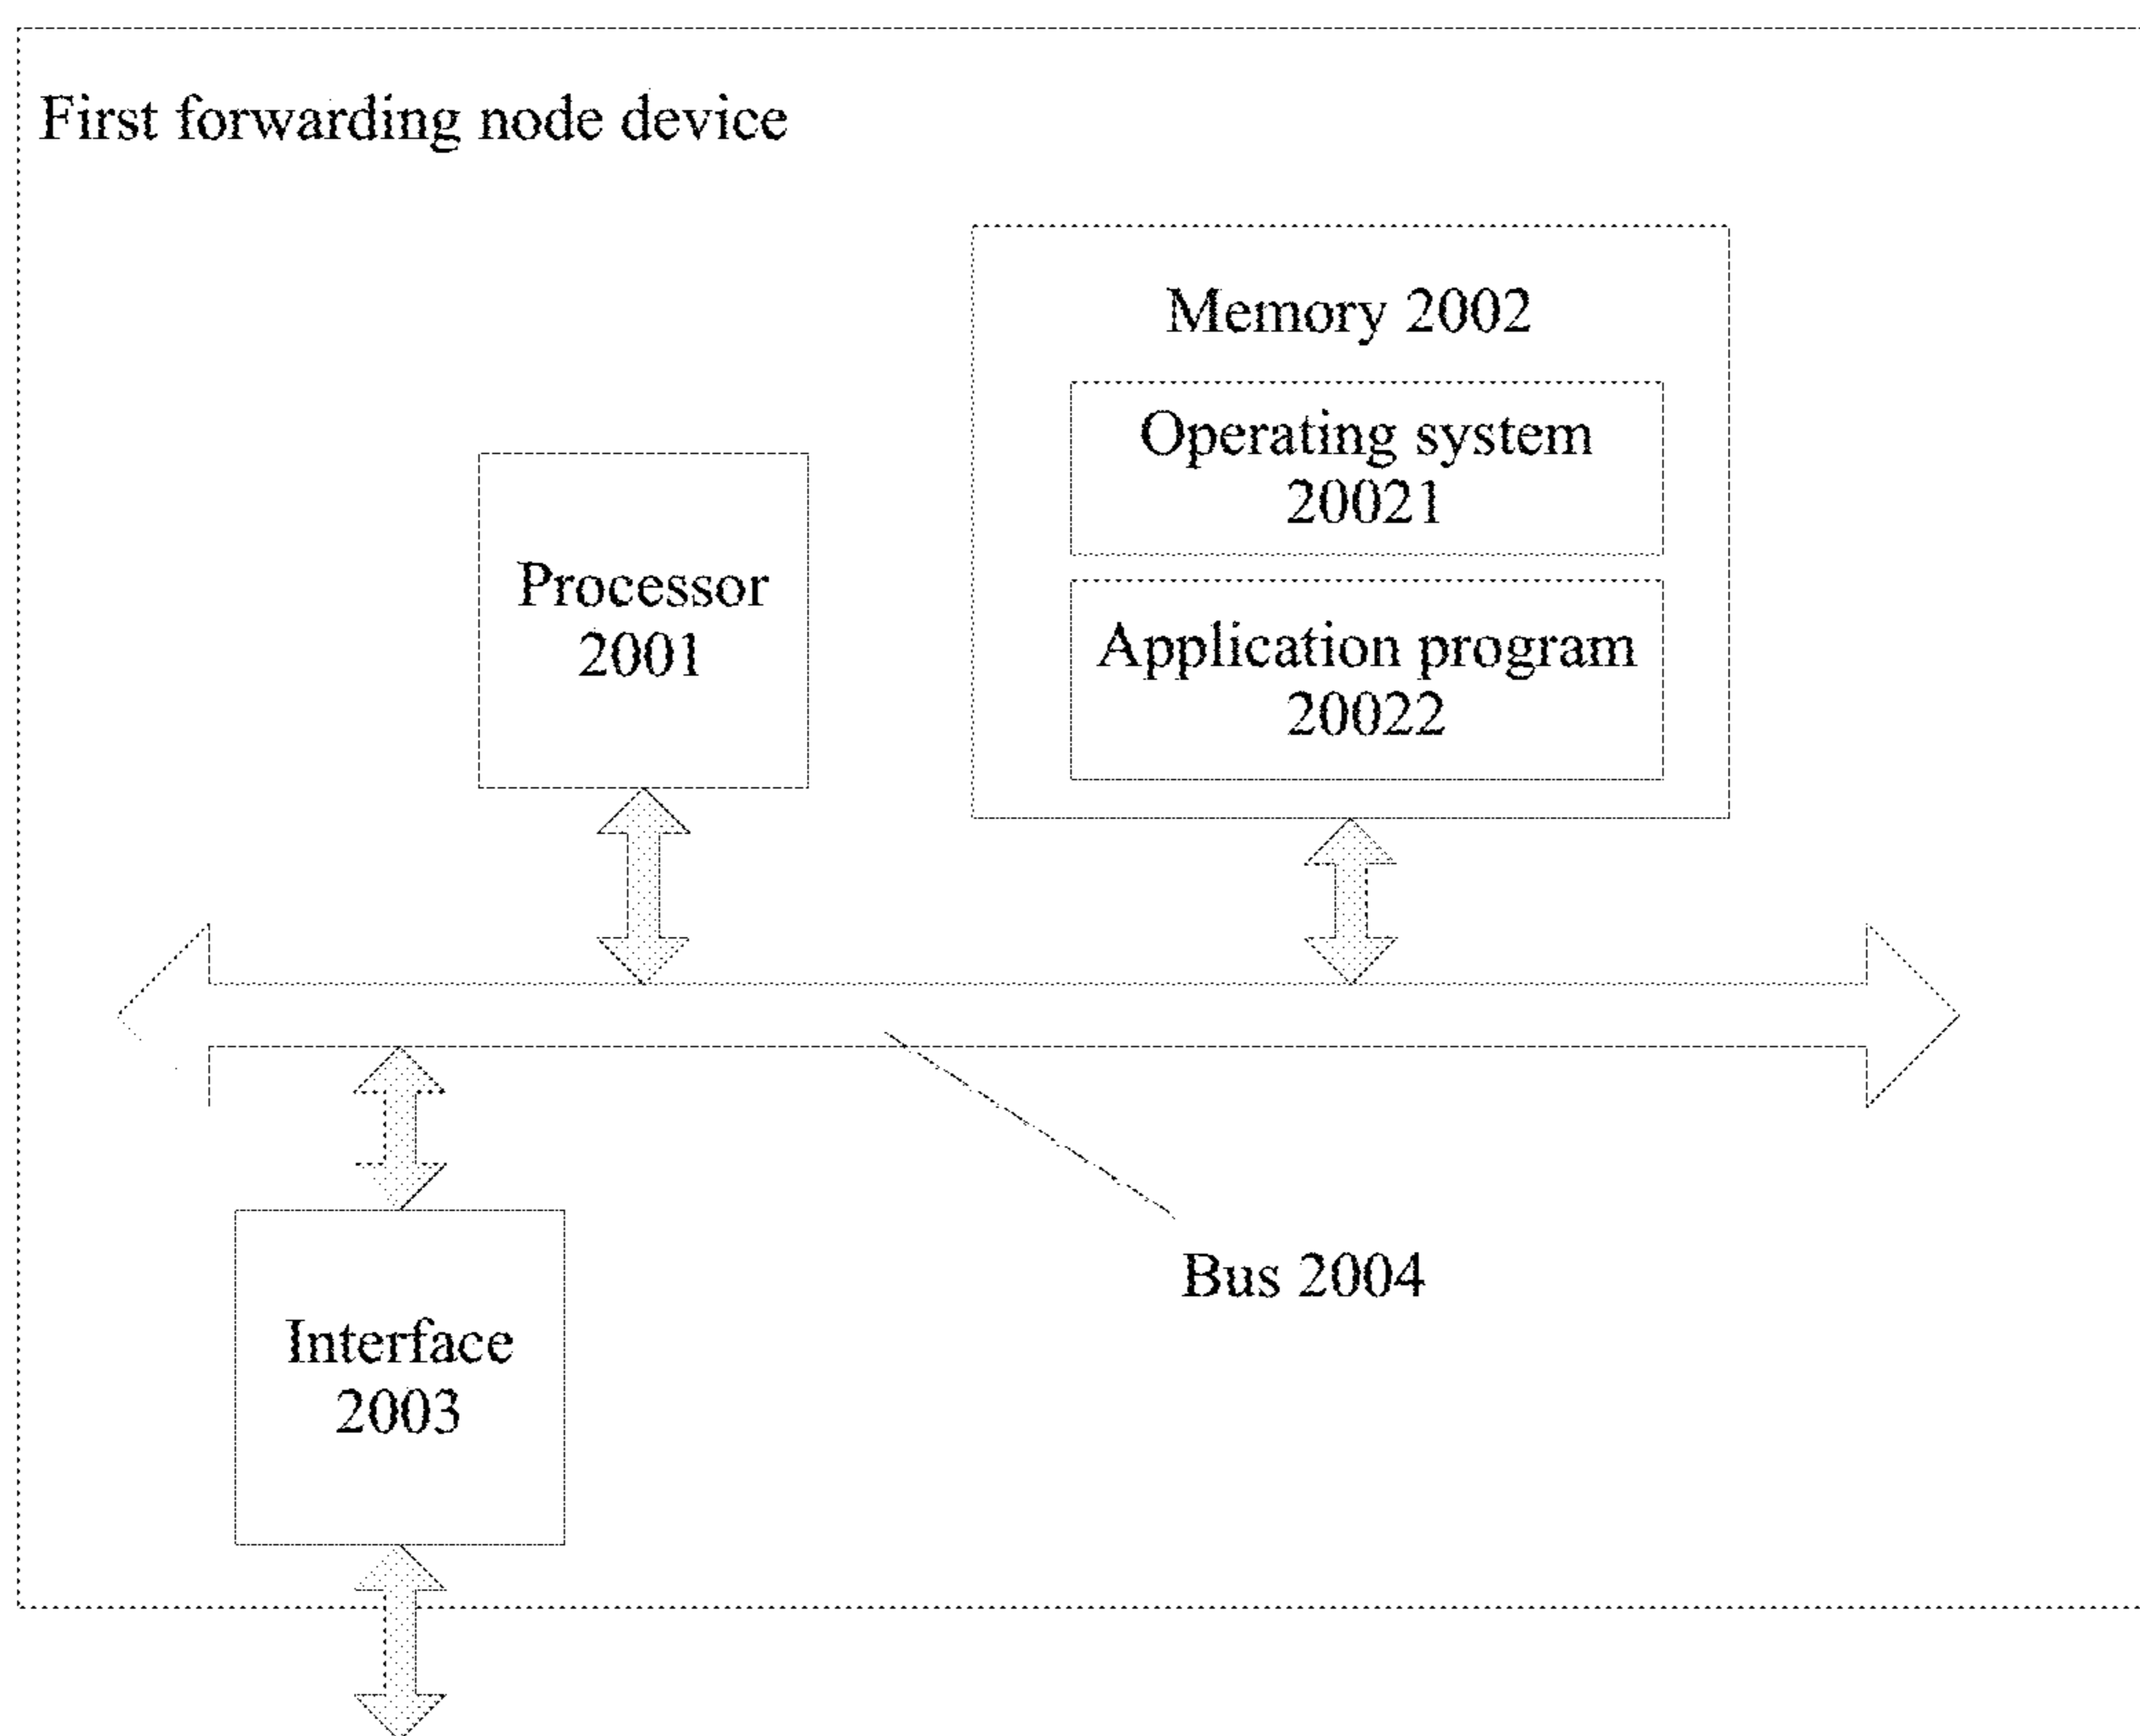 First forwarding node device
Memory 2002
Operating system
20021
Application program
20022
Processor
2001
Bus 2004
Interface
2003